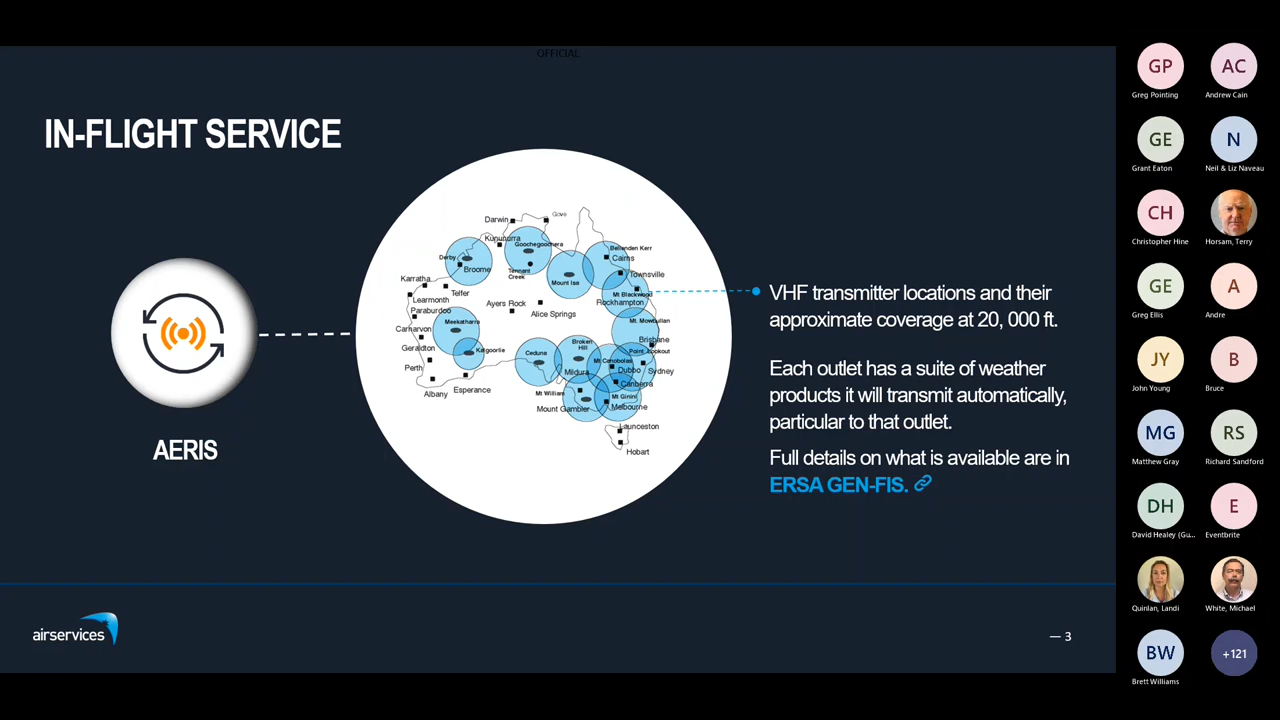 OFFICIAL
IN-FLIGHT SERVICE
AERIS
Darwin
Gove
Kununurra
Goochegoochera
Derby
Broome
Tennant
Creek
Bellenden Kerr
Cairns
Townsville
Mount Isa
Mt Blackwood
Rockhampton
Karratha
Learmonth
Telfer
Paraburdoo
Ayers Rock
Alice Springs
Carnarvon
Meekatharra
Mt. Mowbullan
Brisbane
Geraldton
Kalgoorlie
Ceduna
Broken
Hill
Point Lookout
Mt Canobolas
Perth
Mildura
Dubbo
Sydney
Albany
Esperance
Canberra
Mt William
Mt Ginini
Mount Gambier
Melbourne
Launceston
Hobart
VHF transmitter locations and their
approximate coverage at 20, 000 ft.
Each outlet has a suite of weather
products it will transmit automatically,
particular to that outlet.
Full details on what is available are in
ERSA GEN-FIS.
airservices
— 3
GP
Greg Pointing
AC
Andrew Cain
GE
Grant Eaton
N
Neil & Liz Naveau
CH
Christopher Hine
Horsam, Terry
GE
Greg Ellis
A
Andre
JY
John Young
B
Bruce
MG
Matthew Gray
RS
Richard Sandford
DH
David Healey (Gu...
E
Eventbrite
Quinlan, Landi
White, Michael
BW
Brett Williams
+121